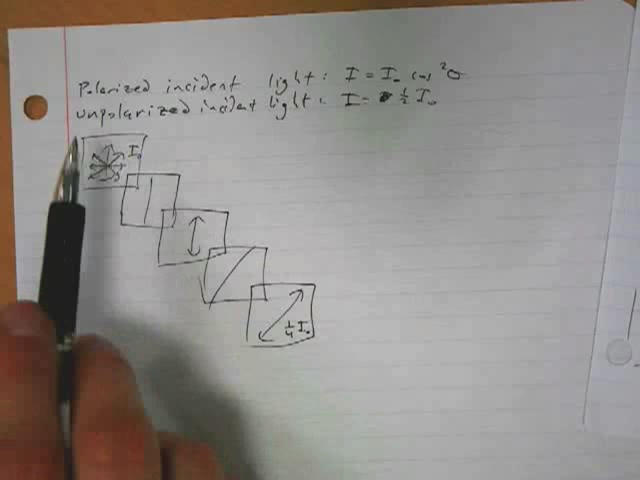 Polarized incident light: I = I₀ cos²θ
unpolarized incident light: I = ½ I₀
I₀
¼ I₀